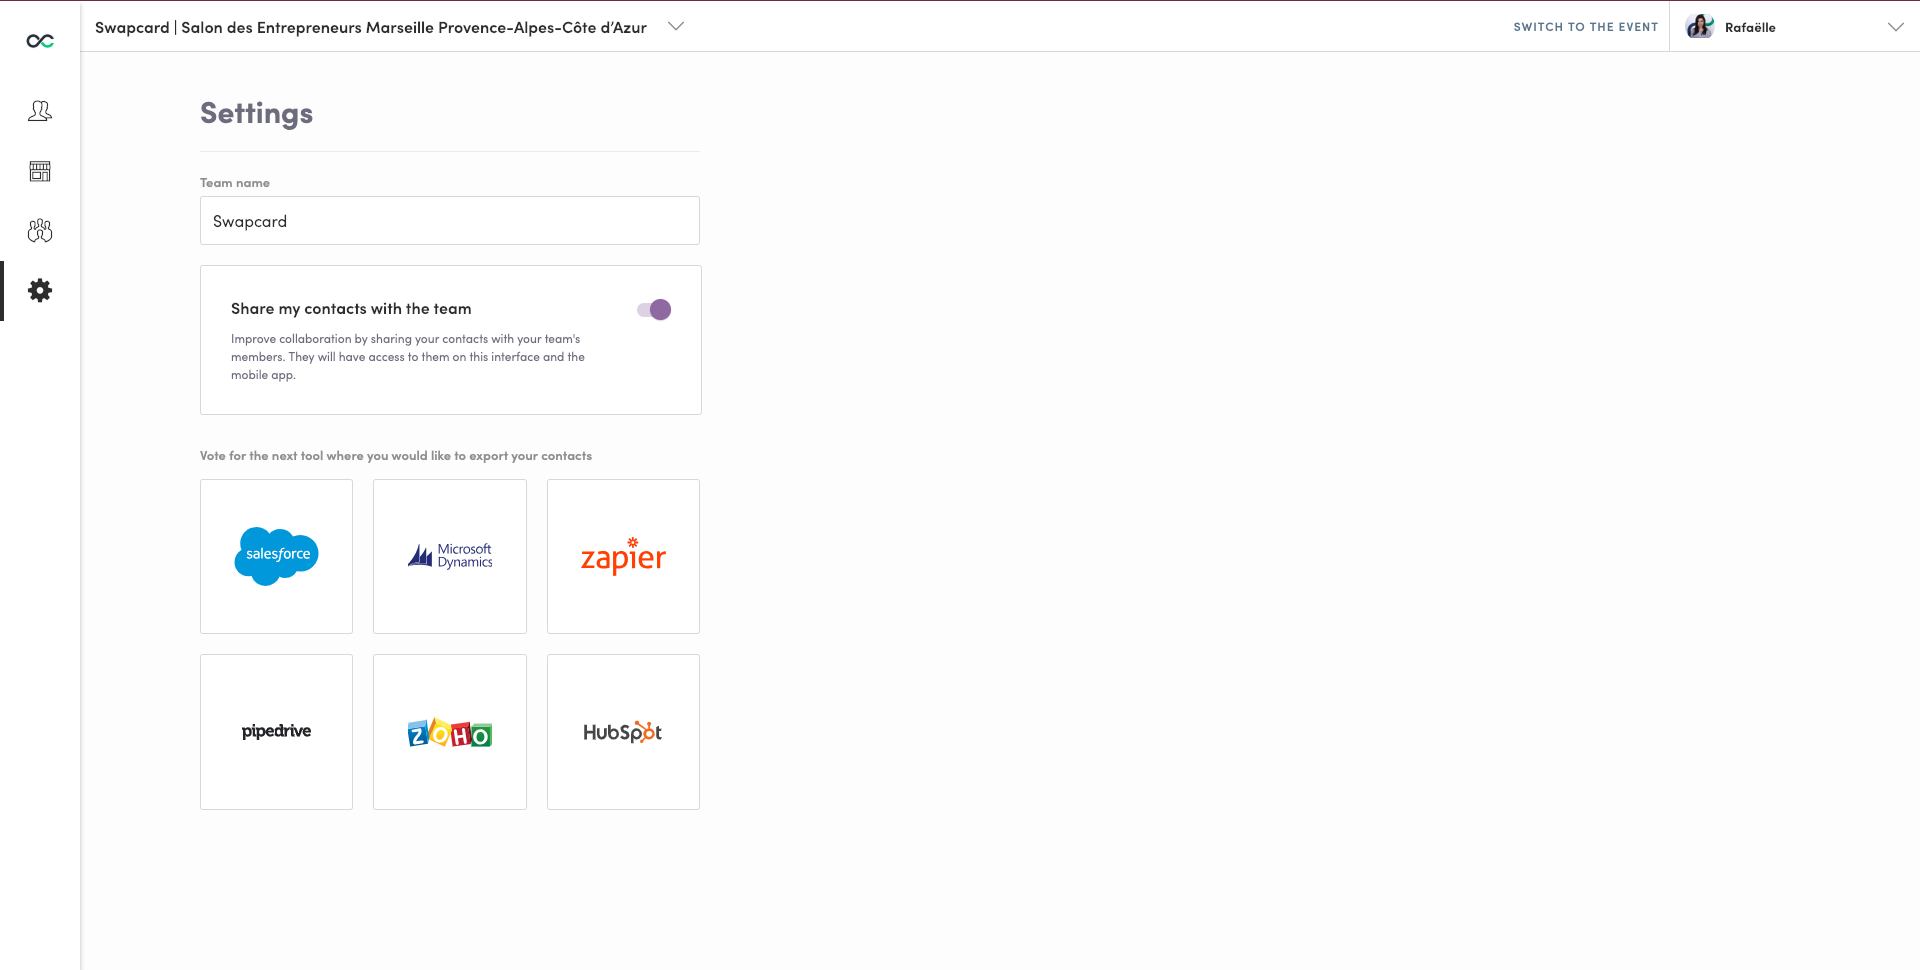 Swapcard | Salon des Entrepreneurs Marseille Provence-Alpes-Côte d’Azur
SWITCH TO THE EVENT
Rafaëlle
Settings
Team name
Swapcard
Share my contacts with the team
Improve collaboration by sharing your contacts with your team's
members. They will have access to them on this interface and the
mobile app.
Vote for the next tool where you would like to export your contacts
salesforce
Microsoft
Dynamics
zapier
pipedrive
ZOHO
HubSpot